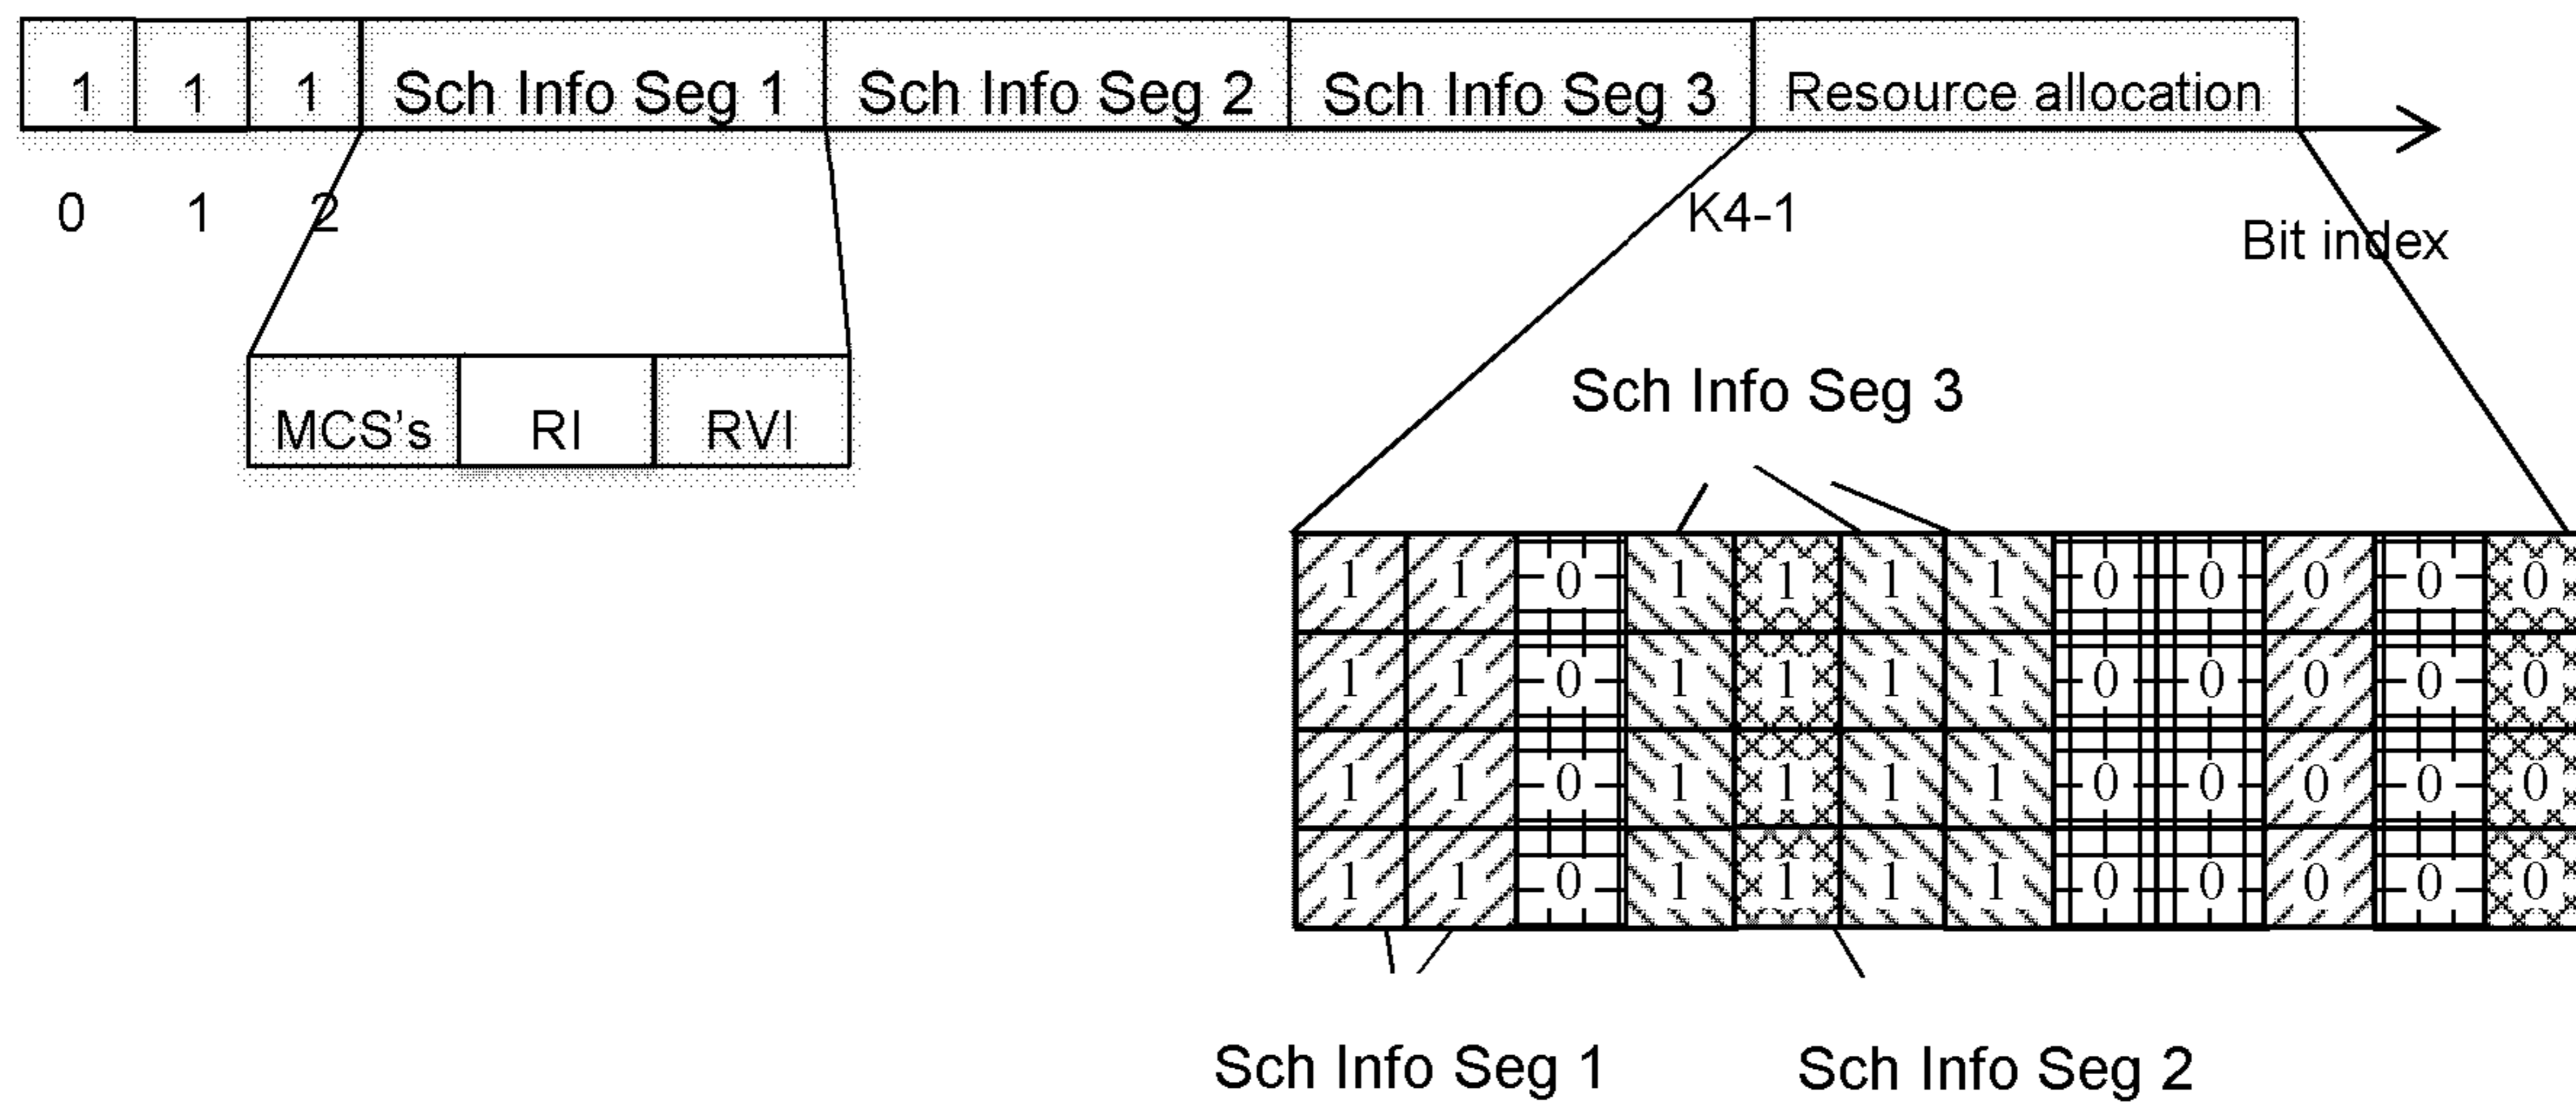 1 1 1 Sch Info Seg 1 Sch Info Seg 2 Sch Info Seg 3 Resource allocation
0 1 2 K4-1
Bit index
MCS's RI RVI
Sch Info Seg 3
1 1 0 1 1 1 1 0 0 0 0 0
1 1 0 1 1 1 1 0 0 0 0 0
1 1 0 1 1 1 1 0 0 0 0 0
1 1 0 1 1 1 1 0 0 0 0 0
Sch Info Seg 1 Sch Info Seg 2